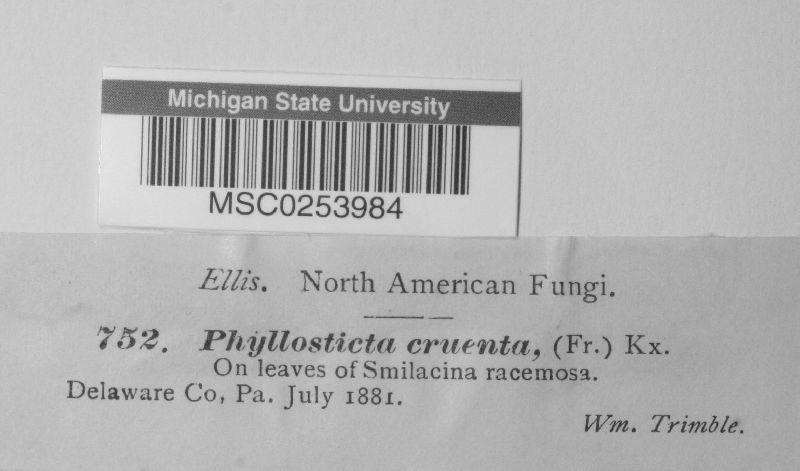 Michigan State University
MSC0253984
Ellis. North American Fungi.
752. Phyllosticta cruenta, (Fr.) Kx.
On leaves of Smilacina racemosa.
Delaware Co, Pa. July 1881.
Wm. Trimble.